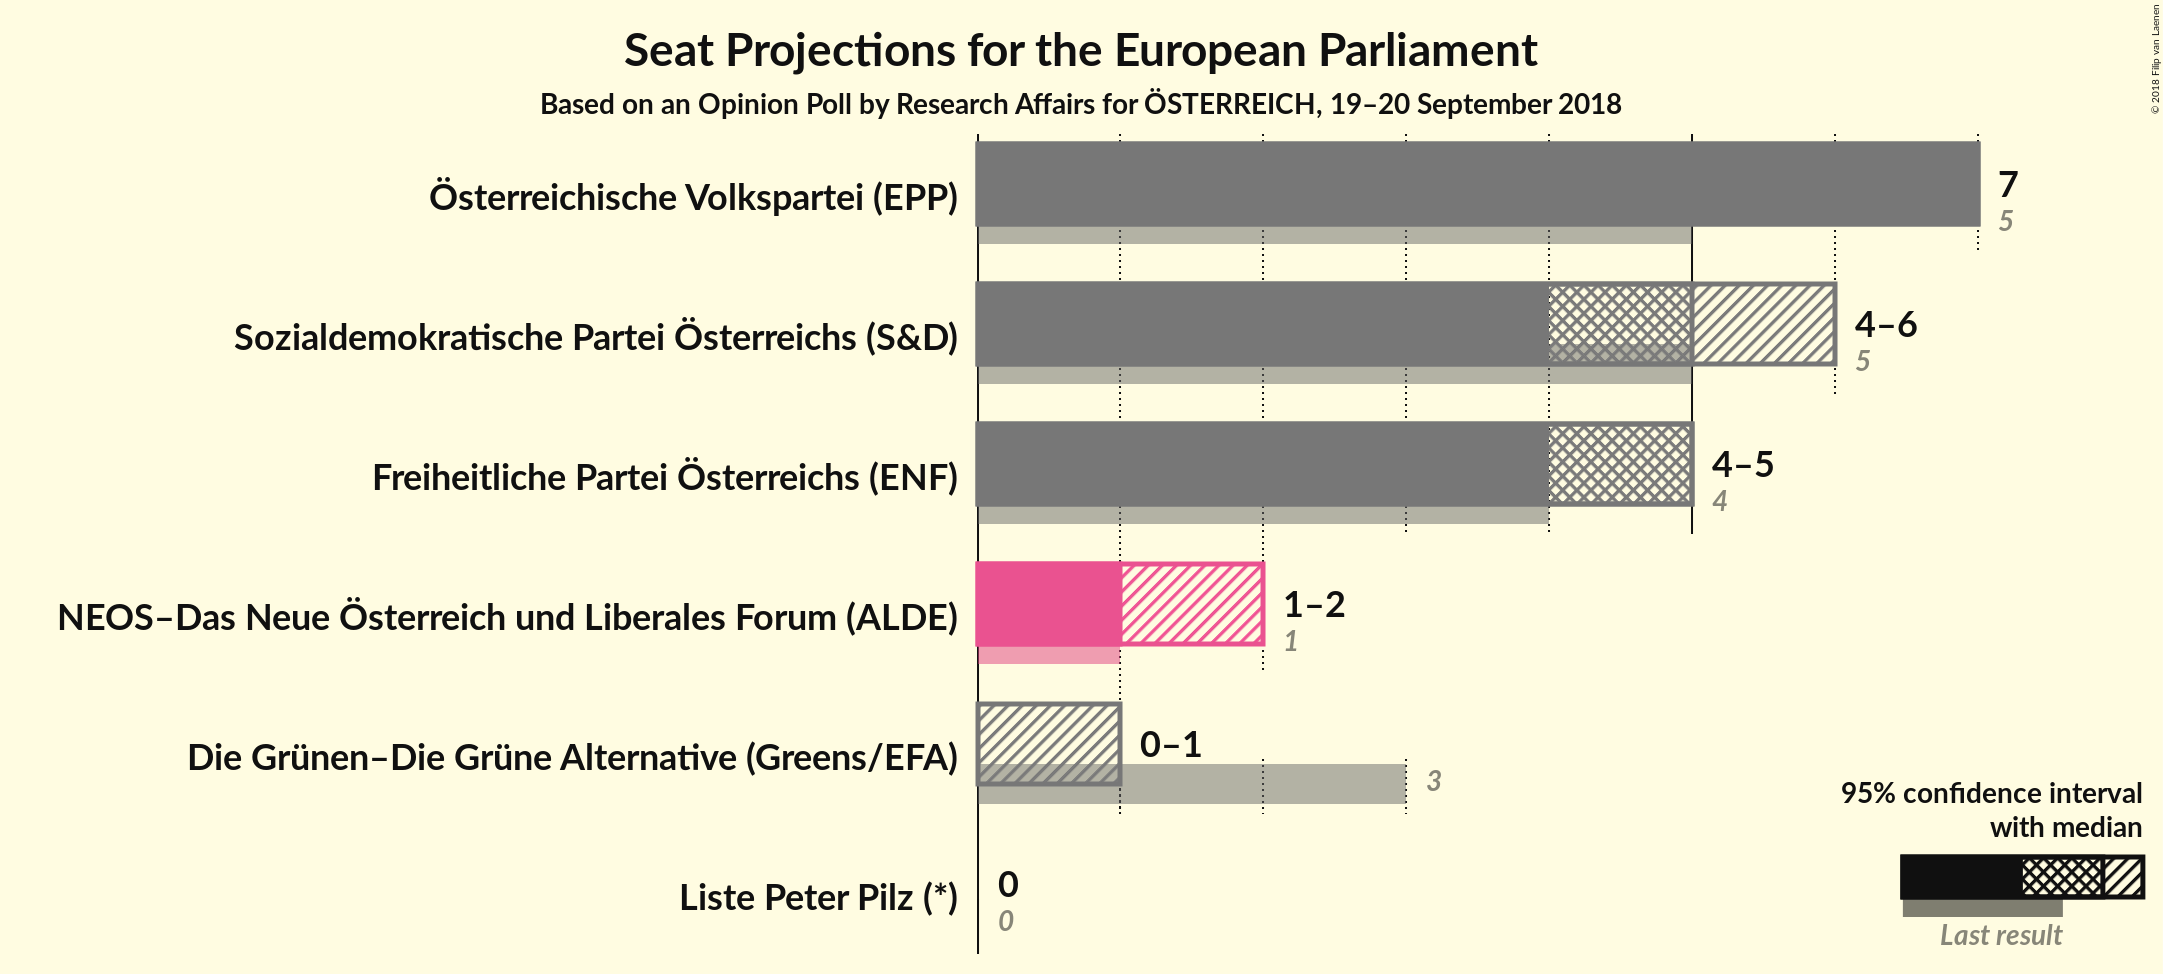 Seat Projections for the European Parliament
Based on an Opinion Poll by Research Affairs for ÖSTERREICH, 19–20 September 2018
© 2018 Filip van Laenen
Österreichische Volkspartei (EPP)
7
5
Sozialdemokratische Partei Österreichs (S&D)
4–6
5
Freiheitliche Partei Österreichs (ENF)
4–5
4
NEOS–Das Neue Österreich und Liberales Forum (ALDE)
1–2
1
Die Grünen–Die Grüne Alternative (Greens/EFA)
0–1
3
Liste Peter Pilz (*)
0
0
95% confidence interval
with median
Last result